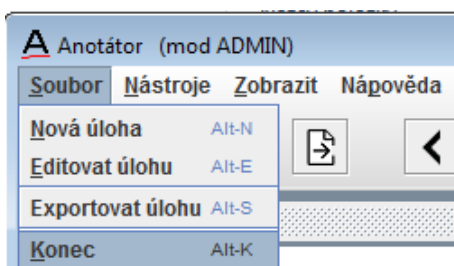 Anotátor (mod ADMIN)
Soubor Nástroje Zobrazit Nápověda
Nová úloha Alt-N
Editovat úlohu Alt-E
Exportovat úlohu Alt-S
Konec Alt-K